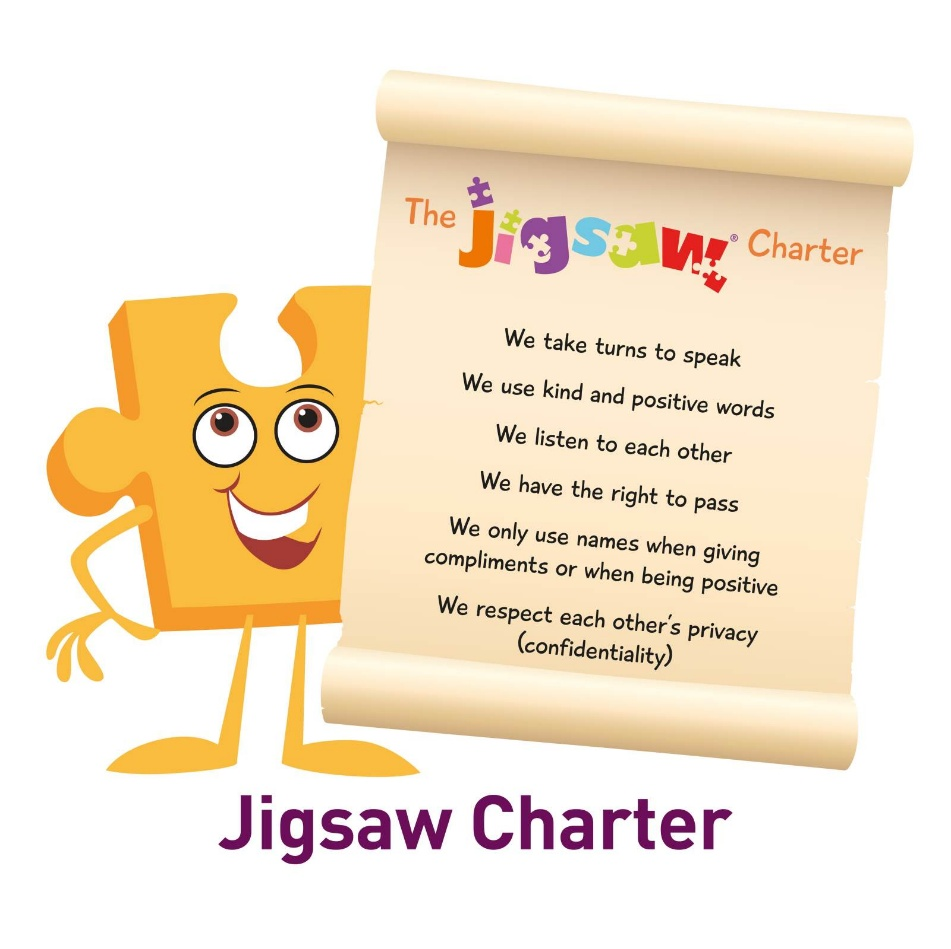 The jigsaw® Charter
We take turns to speak
We use kind and positive words
We listen to each other
We have the right to pass
We only use names when giving
compliments or when being positive
We respect each other's privacy
(confidentiality)
Jigsaw Charter